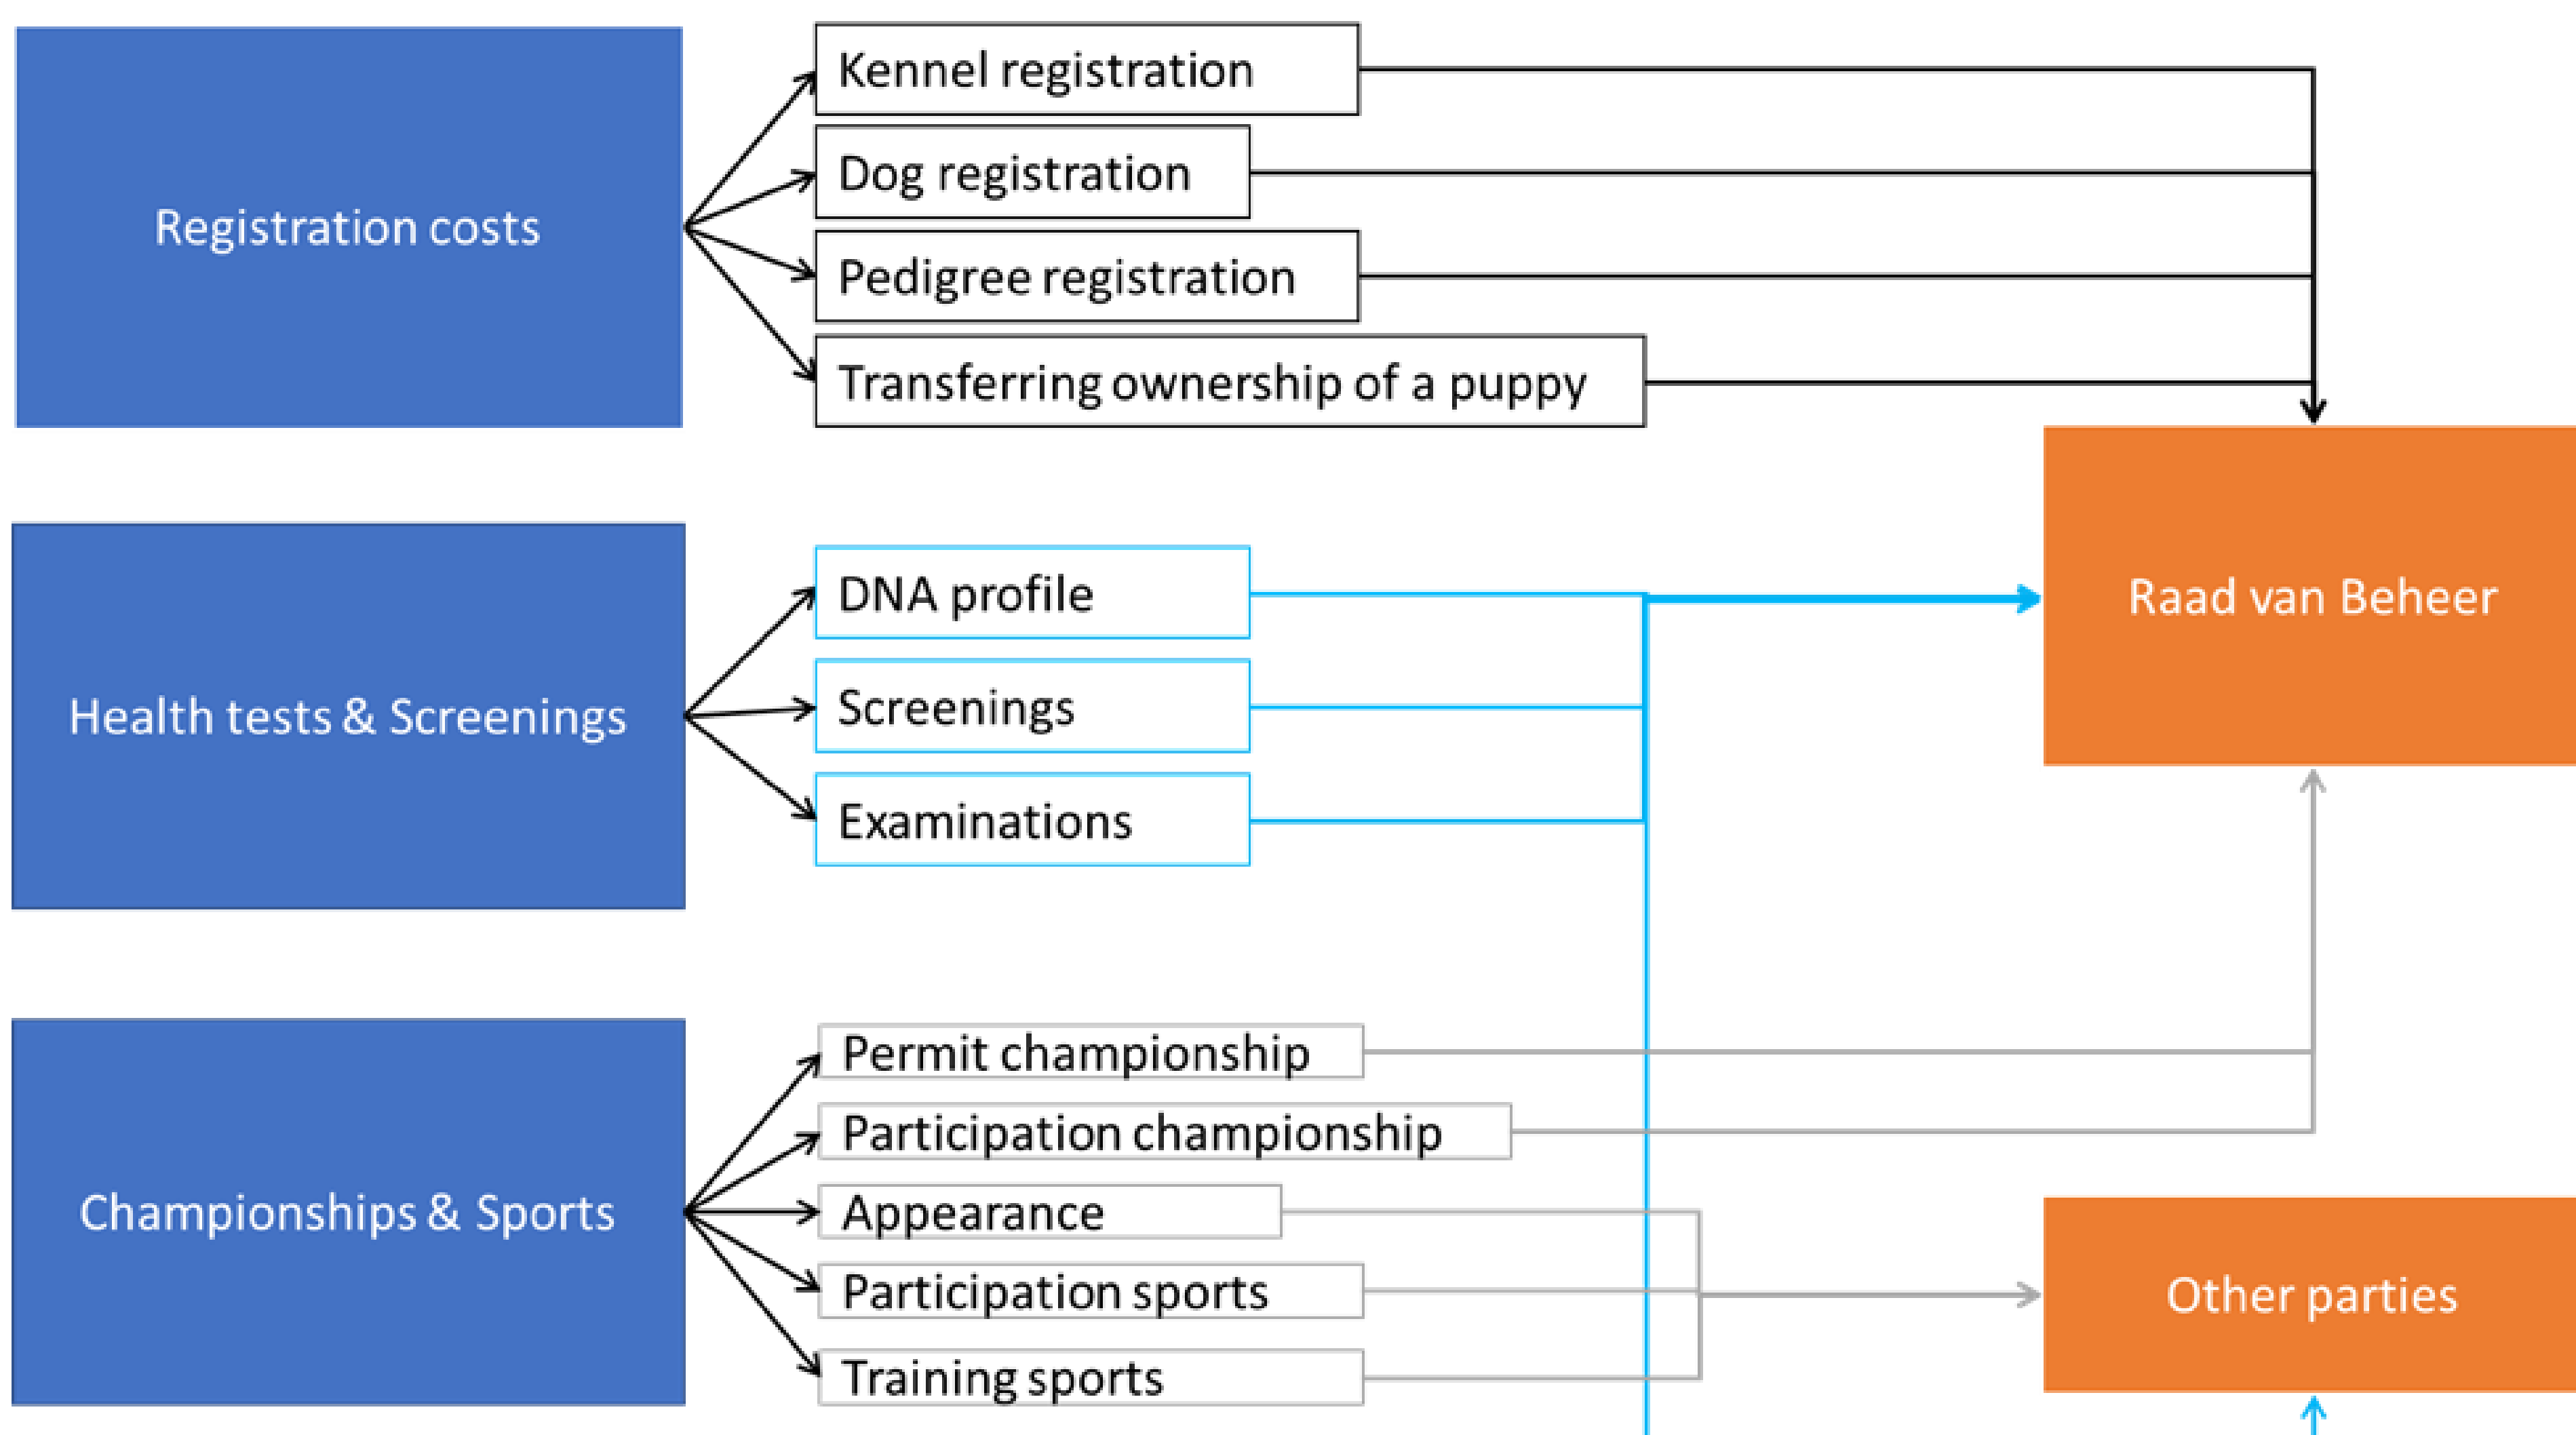 Registration costs
Kennel registration
Dog registration
Pedigree registration
Transferring ownership of a puppy
Health tests & Screenings
DNA profile
Screenings
Examinations
Raad van Beheer
Championships & Sports
Permit championship
Participation championship
Appearance
Participation sports
Training sports
Other parties